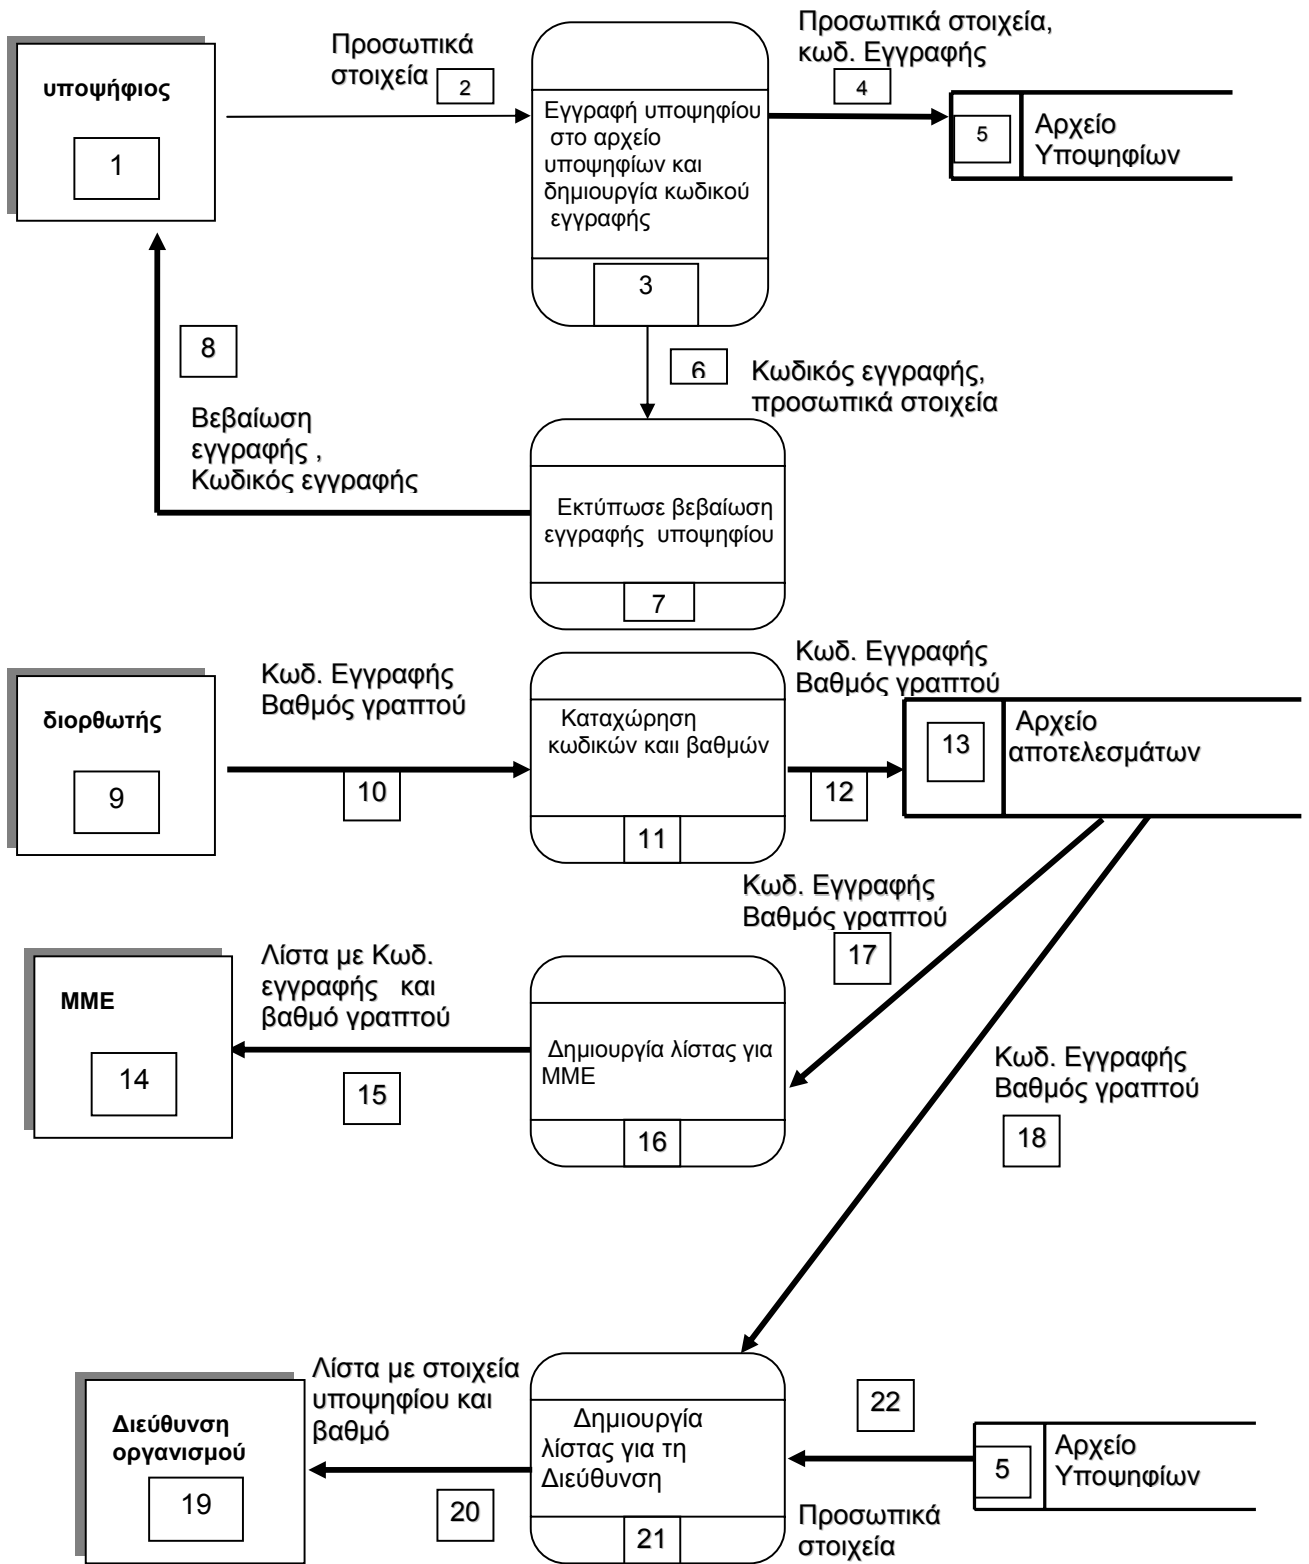 Προσωπικά
στοιχεία
2
υποψήφιος
1
Εγγραφή υποψηφίου
στο αρχείο
υποψηφίων και
δημιουργία κωδικού
εγγραφής
3
Προσωπικά στοιχεία,
κωδ. Εγγραφής
4
5
Αρχείο
Υποψηφίων
8
Βεβαίωση
εγγραφής ,
Κωδικός εγγραφής
6
Κωδικός εγγραφής,
προσωπικά στοιχεία
Εκτύπωσε βεβαίωση
εγγραφής υποψηφίου
7
διορθωτής
9
Κωδ. Εγγραφής
Βαθμός γραπτού
10
Καταχώρηση
κωδικών καιι βαθμών
11
Κωδ. Εγγραφής
Βαθμός γραπτού
12
13
Αρχείο
αποτελεσμάτων
Κωδ. Εγγραφής
Βαθμός γραπτού
17
ΜΜΕ
14
Λίστα με Κωδ.
εγγραφής και
βαθμό γραπτού
15
Δημιουργία λίστας για
ΜΜΕ
16
Κωδ. Εγγραφής
Βαθμός γραπτού
18
Διεύθυνση
οργανισμού
19
Λίστα με στοιχεία
υποψηφίου και
βαθμό
20
Δημιουργία
λίστας για τη
Διεύθυνση
21
22
Προσωπικά
στοιχεία
5
Αρχείο
Υποψηφίων